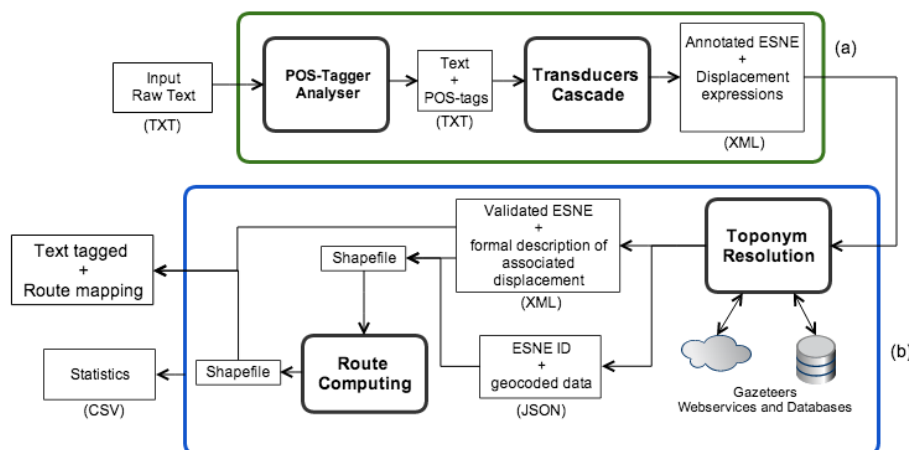 Input
Raw Text
(TXT)
POS-Tagger
Analyser
Text
+
POS-tags
(TXT)
Transducers
Cascade
Annotated ESNE
+
Displacement
expressions
(XML)
(a)
Text tagged
+
Route mapping
Statistics
(CSV)
Shapefile
Shapefile
Route
Computing
Validated ESNE
+
formal description of
associated
displacement
(XML)
ESNE ID
+
geocoded data
(JSON)
Toponym
Resolution
Gazeteers
Webservices and Databases
(b)